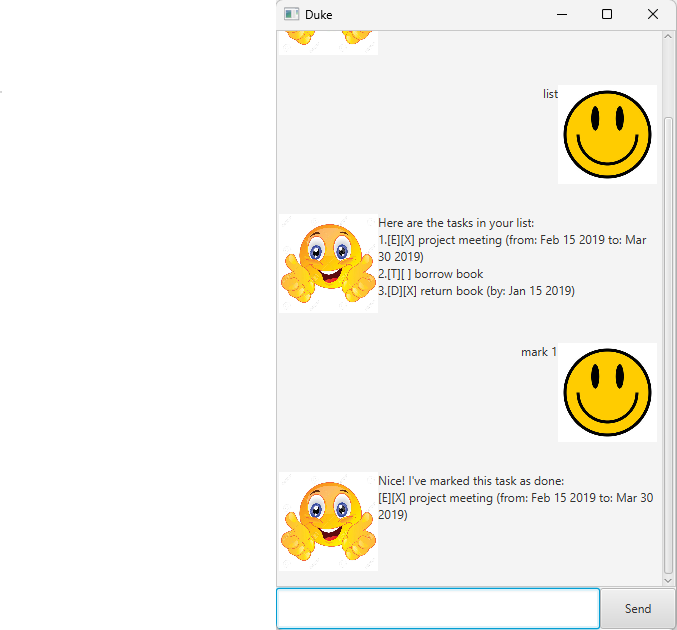 Duke
list
Here are the tasks in your list:
1.[E][X] project meeting (from: Feb 15 2019 to: Mar
30 2019)
2.[T][ ] borrow book
3.[D][X] return book (by: Jan 15 2019)
mark 1
Nice! I've marked this task as done:
[E][X] project meeting (from: Feb 15 2019 to: Mar 30
2019)
Send